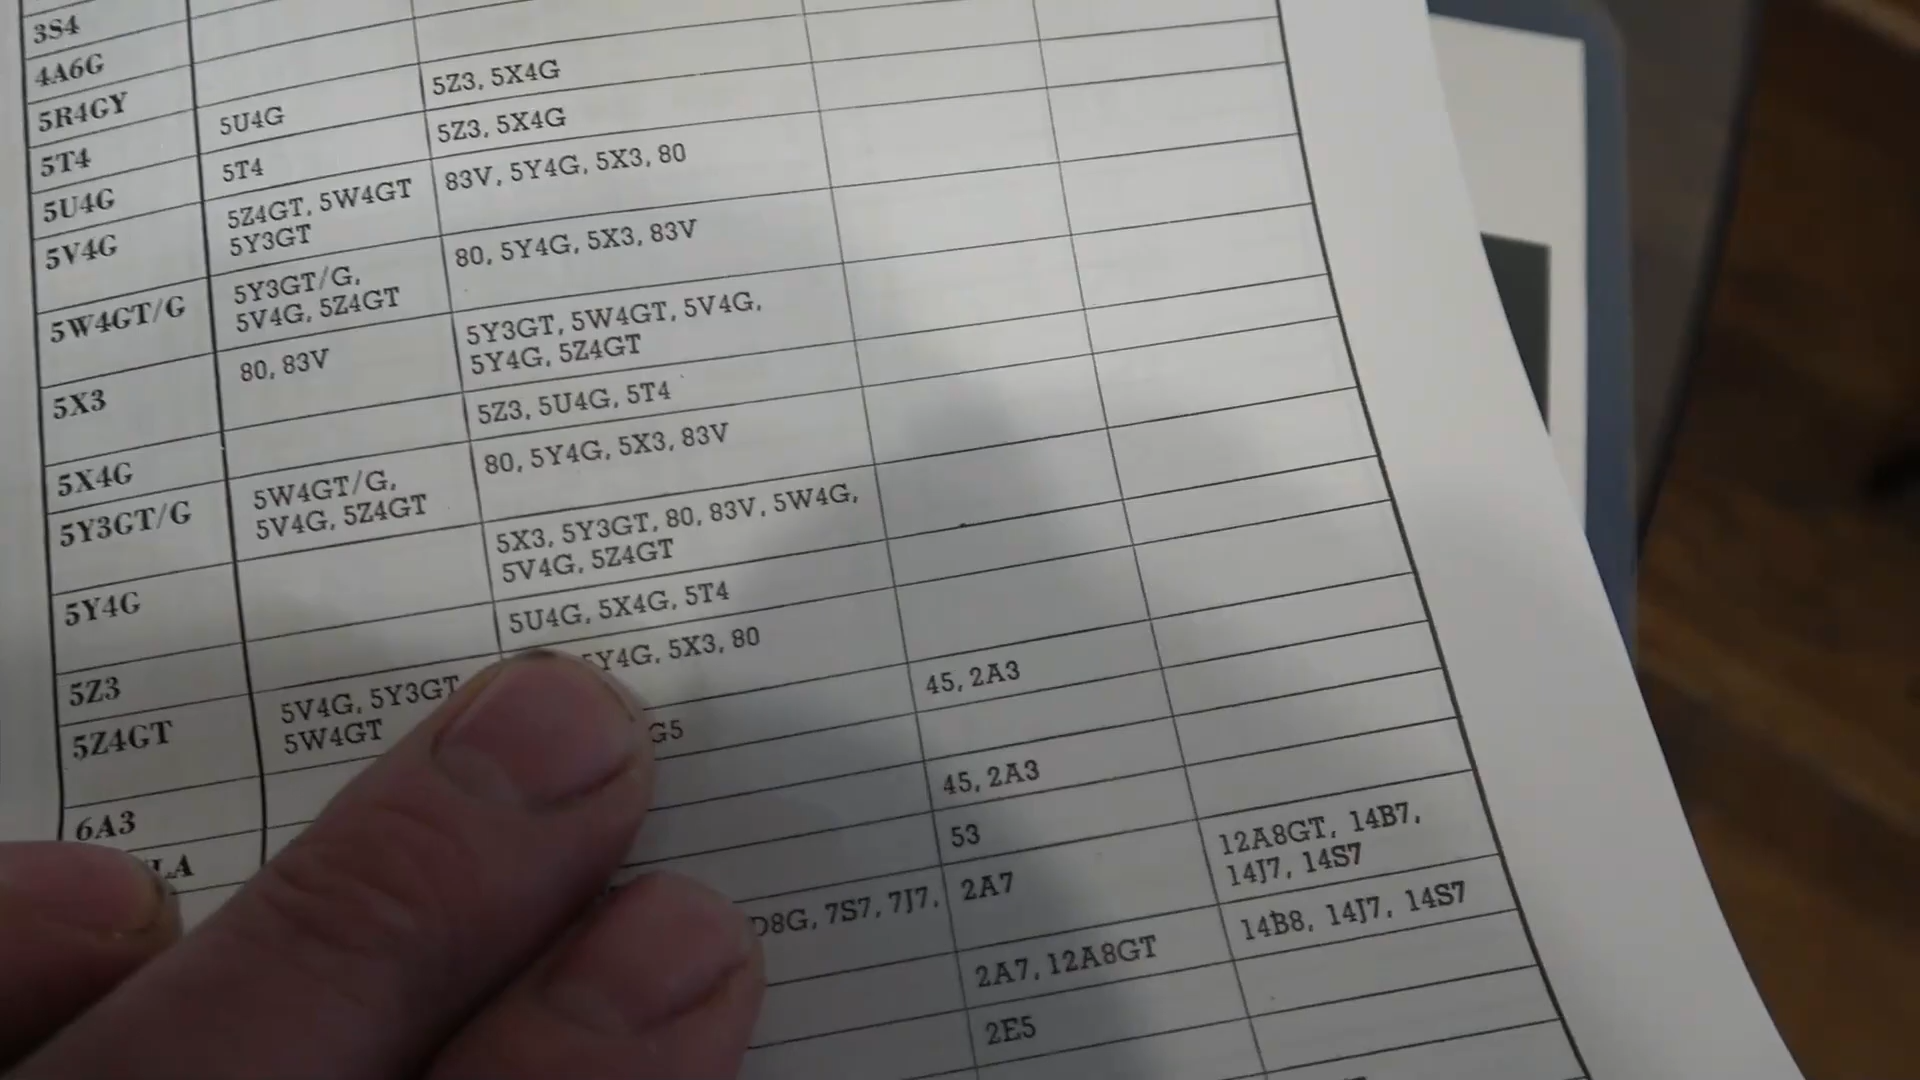 3S4
4A6G
5R4GY
5Z3, 5X4G
5T4 5U4G 5Z3, 5X4G
5U4G 5T4 83V, 5Y4G, 5X3, 80
5V4G 5Z4GT, 5W4GT
5Y3GT
80, 5Y4G, 5X3, 83V
5W4GT/G 5Y3GT/G,
5V4G, 5Z4GT
5Y3GT, 5W4GT, 5V4G,
5Y4G, 5Z4GT
5X3 80, 83V
5Z3, 5U4G, 5T4
5X4G
80, 5Y4G, 5X3, 83V
5Y3GT/G 5W4GT/G,
5V4G, 5Z4GT
5X3, 5Y3GT, 80, 83V, 5W4G,
5V4G, 5Z4GT
5Y4G
5U4G, 5X4G, 5T4
5Z3
5Y4G, 5X3, 80
5Z4GT 5V4G, 5Y3GT
5W4GT
G5 45, 2A3
6A3
LA 45, 2A3
53
D8G, 7S7, 7J7, 2A7 12A8GT, 14B7,
14J7, 14S7
2A7, 12A8GT 14B8, 14J7, 14S7
2E5